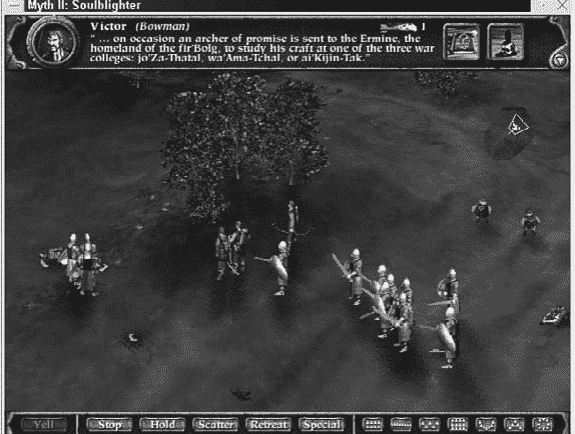 Myth II: Soulblighter
Victor (Bowman)
1
" ... on occasion an archer of promise is sent to the Ermine, the
homeland of the fir'Bolg, to study his craft at one of the three war
colleges: jo'Za-Thatal, wa'Ama-Tchal, or ai'Kijin-Tak."
Yell Stop Hold Scatter Retreat Special